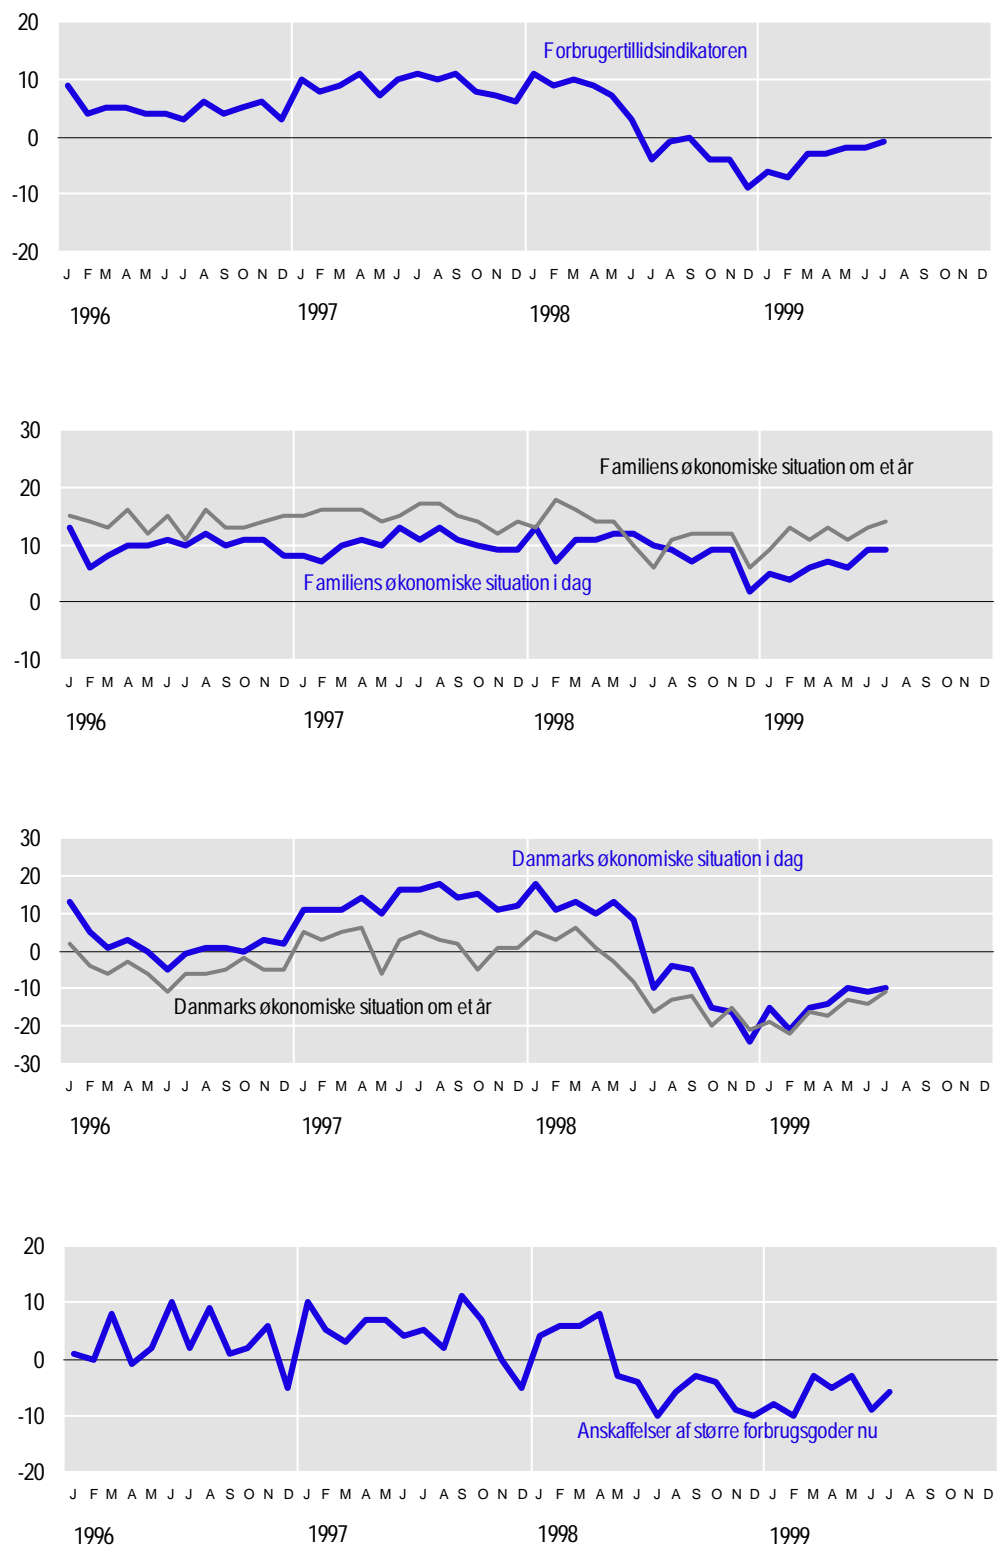 20
Forbrugertillidsindikatoren
10
0
-10
-20
J F M A M J J A S O N D J F M A M J J A S O N D J F M A M J J A S O N D J F M A M J J A S O N D
1996 1997 1998 1999
30
Familiens økonomiske situation om et år
20
10
Familiens økonomiske situation i dag
0
-10
J F M A M J J A S O N D J F M A M J J A S O N D J F M A M J J A S O N D J F M A M J J A S O N D
1996 1997 1998 1999
30
Danmarks økonomiske situation i dag
20
10
0
-10
Danmarks økonomiske situation om et år
-20
-30
J F M A M J J A S O N D J F M A M J J A S O N D J F M A M J J A S O N D J F M A M J J A S O N D
1996 1997 1998 1999
20
10
0
-10
Anskaffelser af større forbrugsgoder nu
-20
J F M A M J J A S O N D J F M A M J J A S O N D J F M A M J J A S O N D J F M A M J J A S O N D
1996 1997 1998 1999